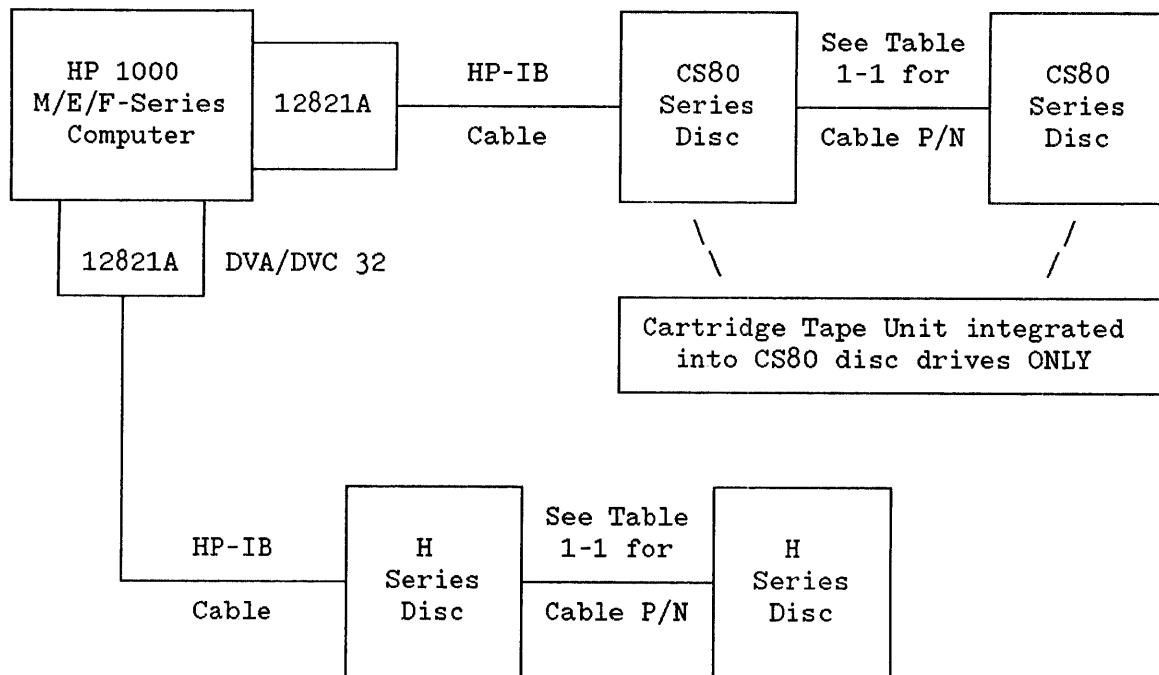 HP 1000
M/E/F-Series
Computer
12821A
HP-IB
Cable
CS80
Series
Disc
See Table
1-1 for
Cable P/N
CS80
Series
Disc
12821A
DVA/DVC 32
Cartridge Tape Unit integrated
into CS80 disc drives ONLY
HP-IB
Cable
H
Series
Disc
See Table
1-1 for
Cable P/N
H
Series
Disc